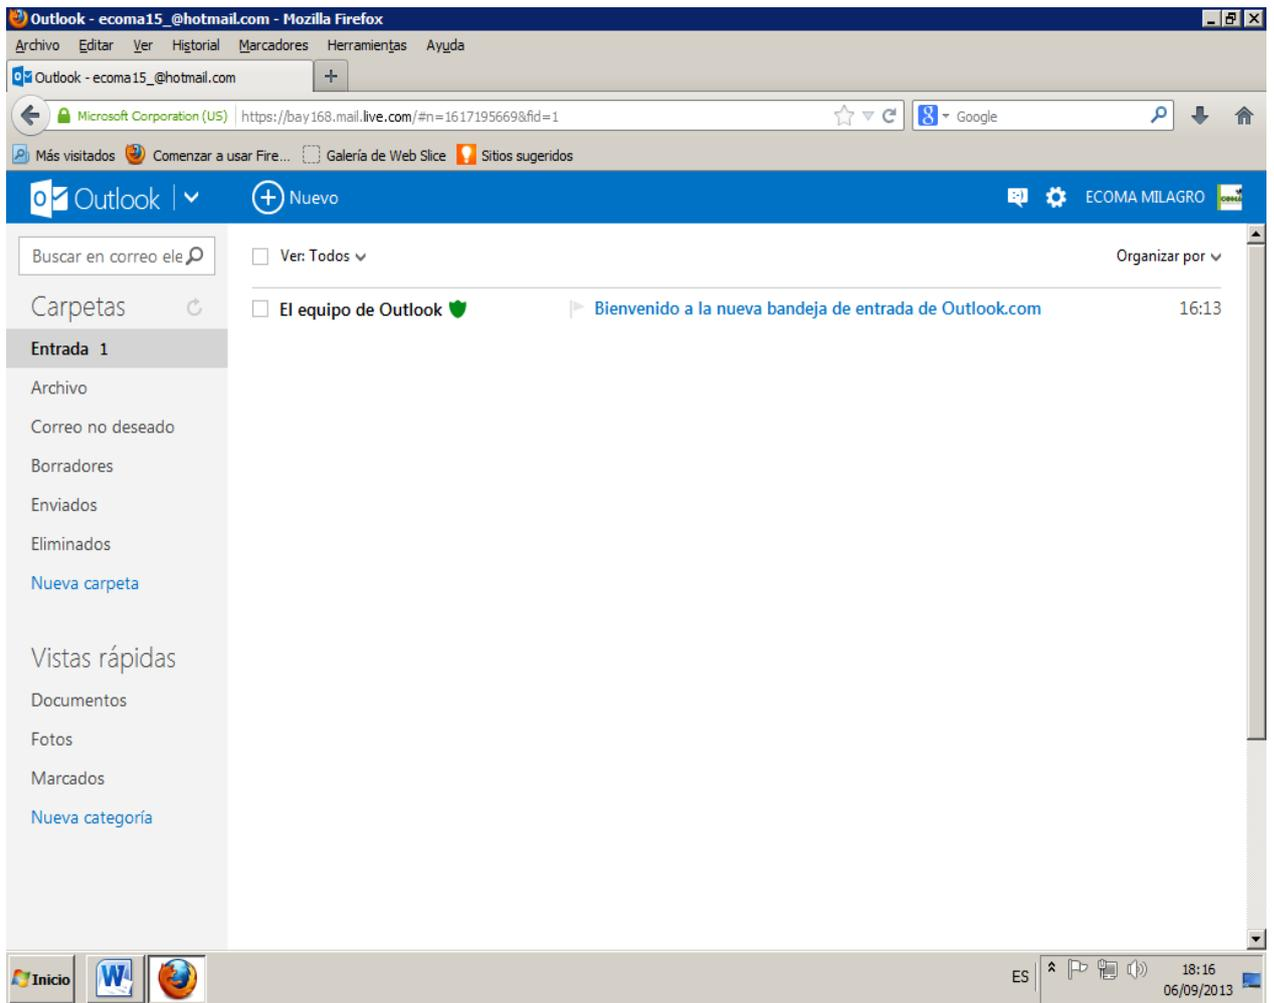 Outlook - ecoma15_@hotmail.com - Mozilla Firefox
Archivo Editar Ver Historial Marcadores Herramientas Ayuda
Outlook - ecoma15_@hotmail.com +
Microsoft Corporation (US) https://bay168.mail.live.com/#n=1617195669&fid=1 Google
Más visitados Comenzar a usar Fire... Galería de Web Slice Sitios sugeridos
Outlook Nuevo ECOMA MILAGRO
Buscar en correo ele
Ver: Todos Organizar por
Carpetas
El equipo de Outlook Bienvenido a la nueva bandeja de entrada de Outlook.com 16:13
Entrada 1
Archivo
Correo no deseado
Borradores
Enviados
Eliminados
Nueva carpeta
Vistas rápidas
Documentos
Fotos
Marcados
Nueva categoría
Inicio ES 18:16
06/09/2013